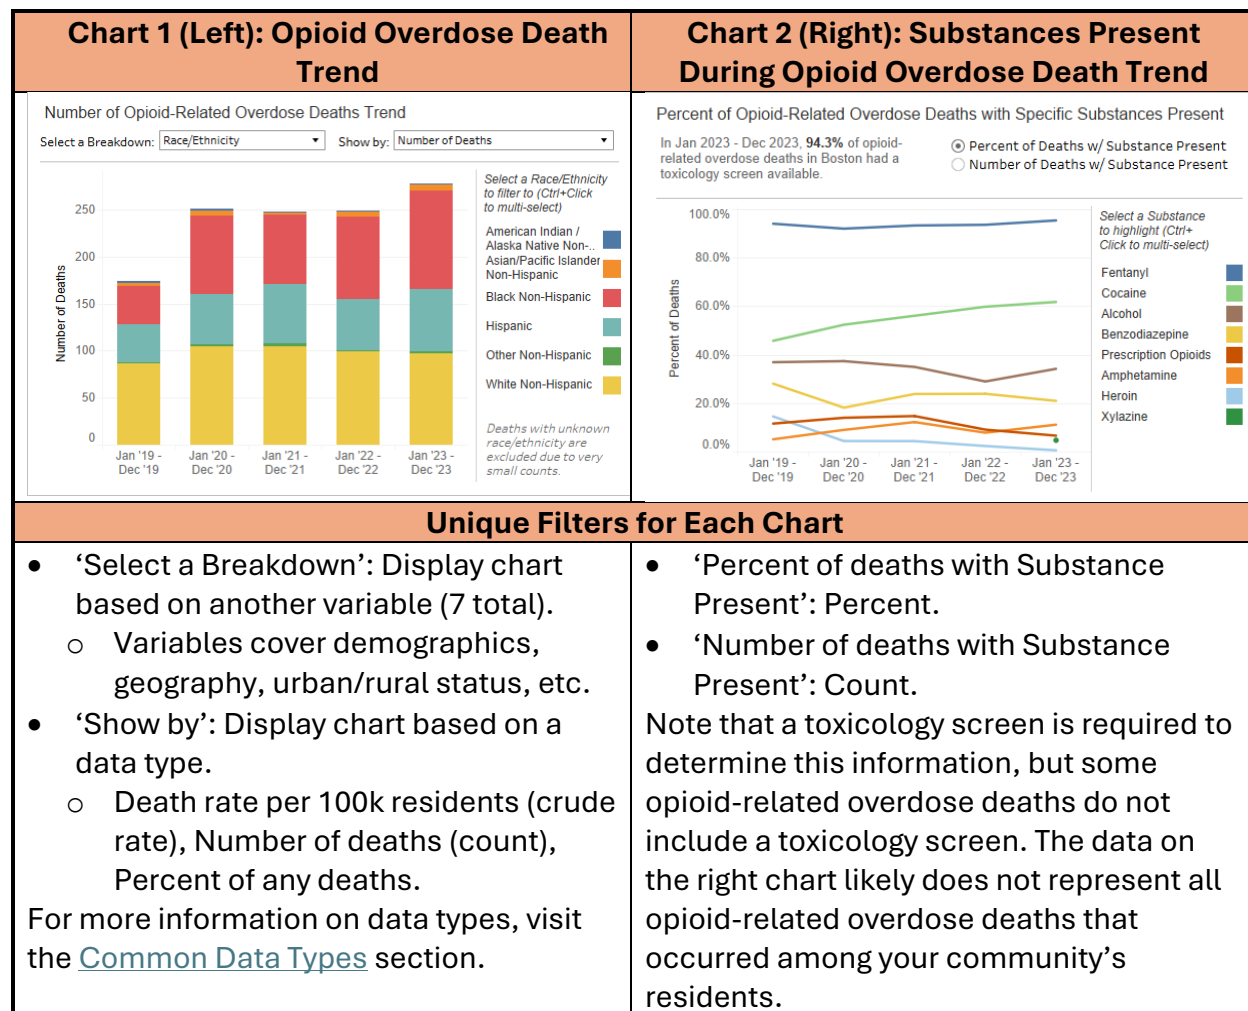 Chart 1 (Left): Opioid Overdose Death
Trend
Chart 2 (Right): Substances Present
During Opioid Overdose Death Trend
Number of Opioid-Related Overdose Deaths Trend
Select a Breakdown: Race/Ethnicity
Show by: Number of Deaths
Select a Race/Ethnicity
to filter to (Ctrl+Click
to multi-select)
American Indian /
Alaska Native Non-..
Asian/Pacific Islander
Non-Hispanic
Black Non-Hispanic
Hispanic
Other Non-Hispanic
White Non-Hispanic
Deaths with unknown
race/ethnicity are
excluded due to very
small counts.
Number of Deaths
250
200
150
100
50
0
Jan '19 -
Dec '19
Jan '20 -
Dec '20
Jan '21 -
Dec '21
Jan '22 -
Dec '22
Jan '23 -
Dec '23
Percent of Opioid-Related Overdose Deaths with Specific Substances Present
In Jan 2023 - Dec 2023, 94.3% of opioid-
related overdose deaths in Boston had a
toxicology screen available.
Percent of Deaths w/ Substance Present
Number of Deaths w/ Substance Present
Percent of Deaths
100.0%
80.0%
60.0%
40.0%
20.0%
0.0%
Jan '19 -
Dec '19
Jan '20 -
Dec '20
Jan '21 -
Dec '21
Jan '22 -
Dec '22
Jan '23 -
Dec '23
Select a Substance
to highlight (Ctrl+
Click to multi-select)
Fentanyl
Cocaine
Alcohol
Benzodiazepine
Prescription Opioids
Amphetamine
Heroin
Xylazine
Unique Filters for Each Chart
• ‘Select a Breakdown’: Display chart
based on another variable (7 total).
o Variables cover demographics,
geography, urban/rural status, etc.
• ‘Show by’: Display chart based on a
data type.
o Death rate per 100k residents (crude
rate), Number of deaths (count),
Percent of any deaths.
For more information on data types, visit
the Common Data Types section.
• ‘Percent of deaths with Substance
Present’: Percent.
• ‘Number of deaths with Substance
Present’: Count.
Note that a toxicology screen is required to
determine this information, but some
opioid-related overdose deaths do not
include a toxicology screen. The data on
the right chart likely does not represent all
opioid-related overdose deaths that
occurred among your community’s
residents.